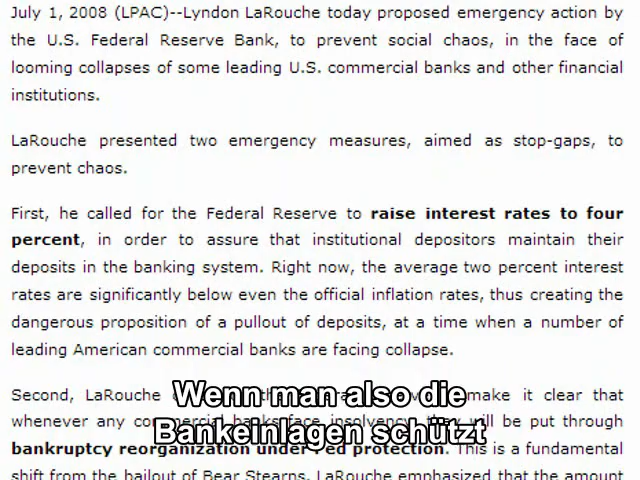 July 1, 2008 (LPAC)--Lyndon LaRouche today proposed emergency action by
the U.S. Federal Reserve Bank, to prevent social chaos, in the face of
looming collapses of some leading U.S. commercial banks and other financial
institutions.
LaRouche presented two emergency measures, aimed as stop-gaps, to
prevent chaos.
First, he called for the Federal Reserve to raise interest rates to four
percent, in order to assure that institutional depositors maintain their
deposits in the banking system. Right now, the average two percent interest
rates are significantly below even the official inflation rates, thus creating the
dangerous proposition of a pullout of deposits, at a time when a number of
leading American commercial banks are facing collapse.
Second, LaRouche make it clear that
whenever any commercial banks face insolvency, they will be put through
bankruptcy reorganization under Fed protection. This is a fundamental
shift from the bailout of Bear Stearns. LaRouche emphasized that the amount
Wenn man also die
Bankeinlagen schützt